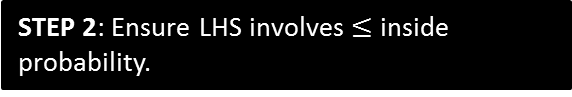 STEP 2: Ensure LHS involves ≤ inside
probability.